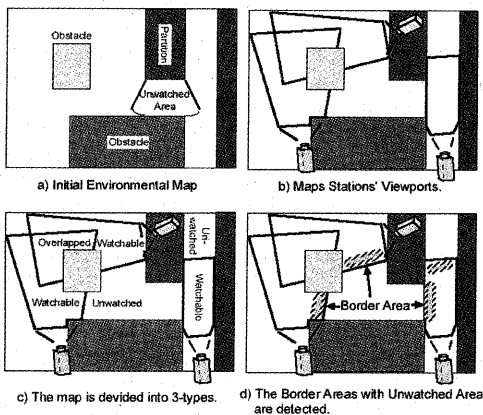 Obstacle
Partition
Unwatched
Area
Obstacle
a) Initial Environmental Map
b) Maps Stations' Viewports.
Overlapped
Watchable
Un-
watched
Watchable
Unwatched
Watchable
Border Area
c) The map is devided into 3-types.
d) The Border Areas with Unwatched Area
are detected.